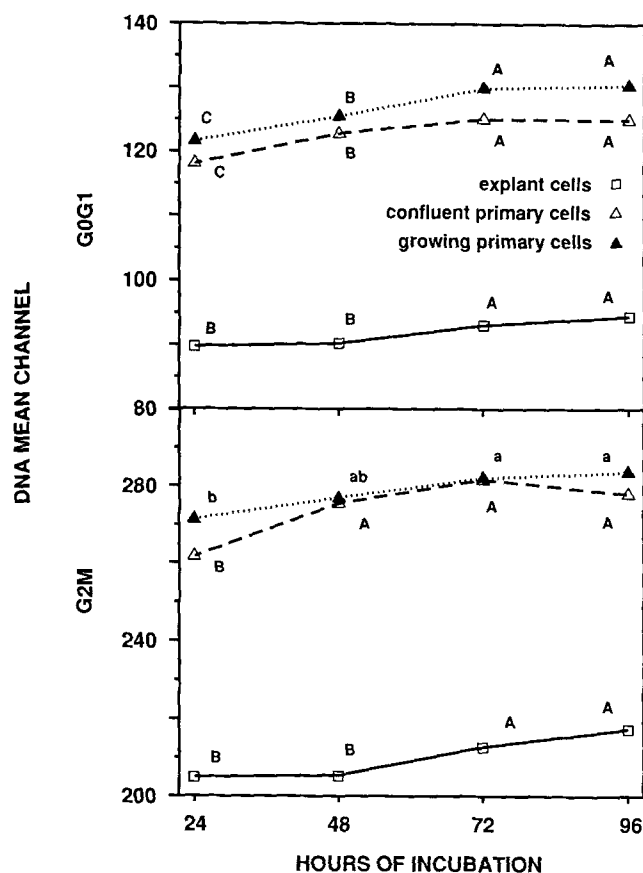 140
A
A
B
C
120
B
A
A
C
explant cells
confluent primary cells
growing primary cells
G0G1
100
A
A
B
B
80
DNA MEAN CHANNEL
a
a
ab
b
280
A
A
A
B
G2M
240
A
A
B
B
200
24 48 72 96
HOURS OF INCUBATION